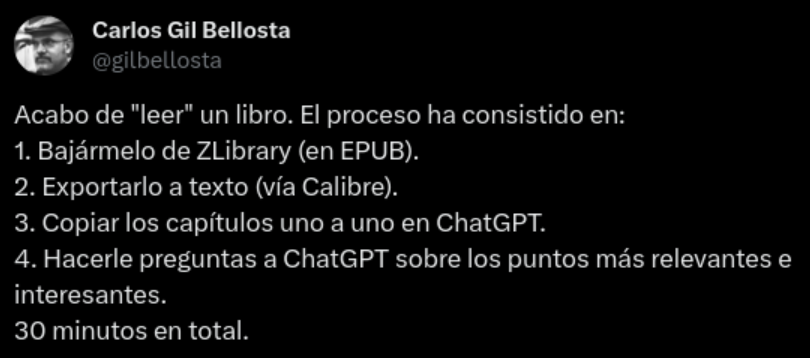 Carlos Gil Bellosta
@gilbellosta
Acabo de "leer" un libro. El proceso ha consistido en:
1. Bajármelo de ZLibrary (en EPUB).
2. Exportarlo a texto (vía Calibre).
3. Copiar los capítulos uno a uno en ChatGPT.
4. Hacerle preguntas a ChatGPT sobre los puntos más relevantes e
interesantes.
30 minutos en total.